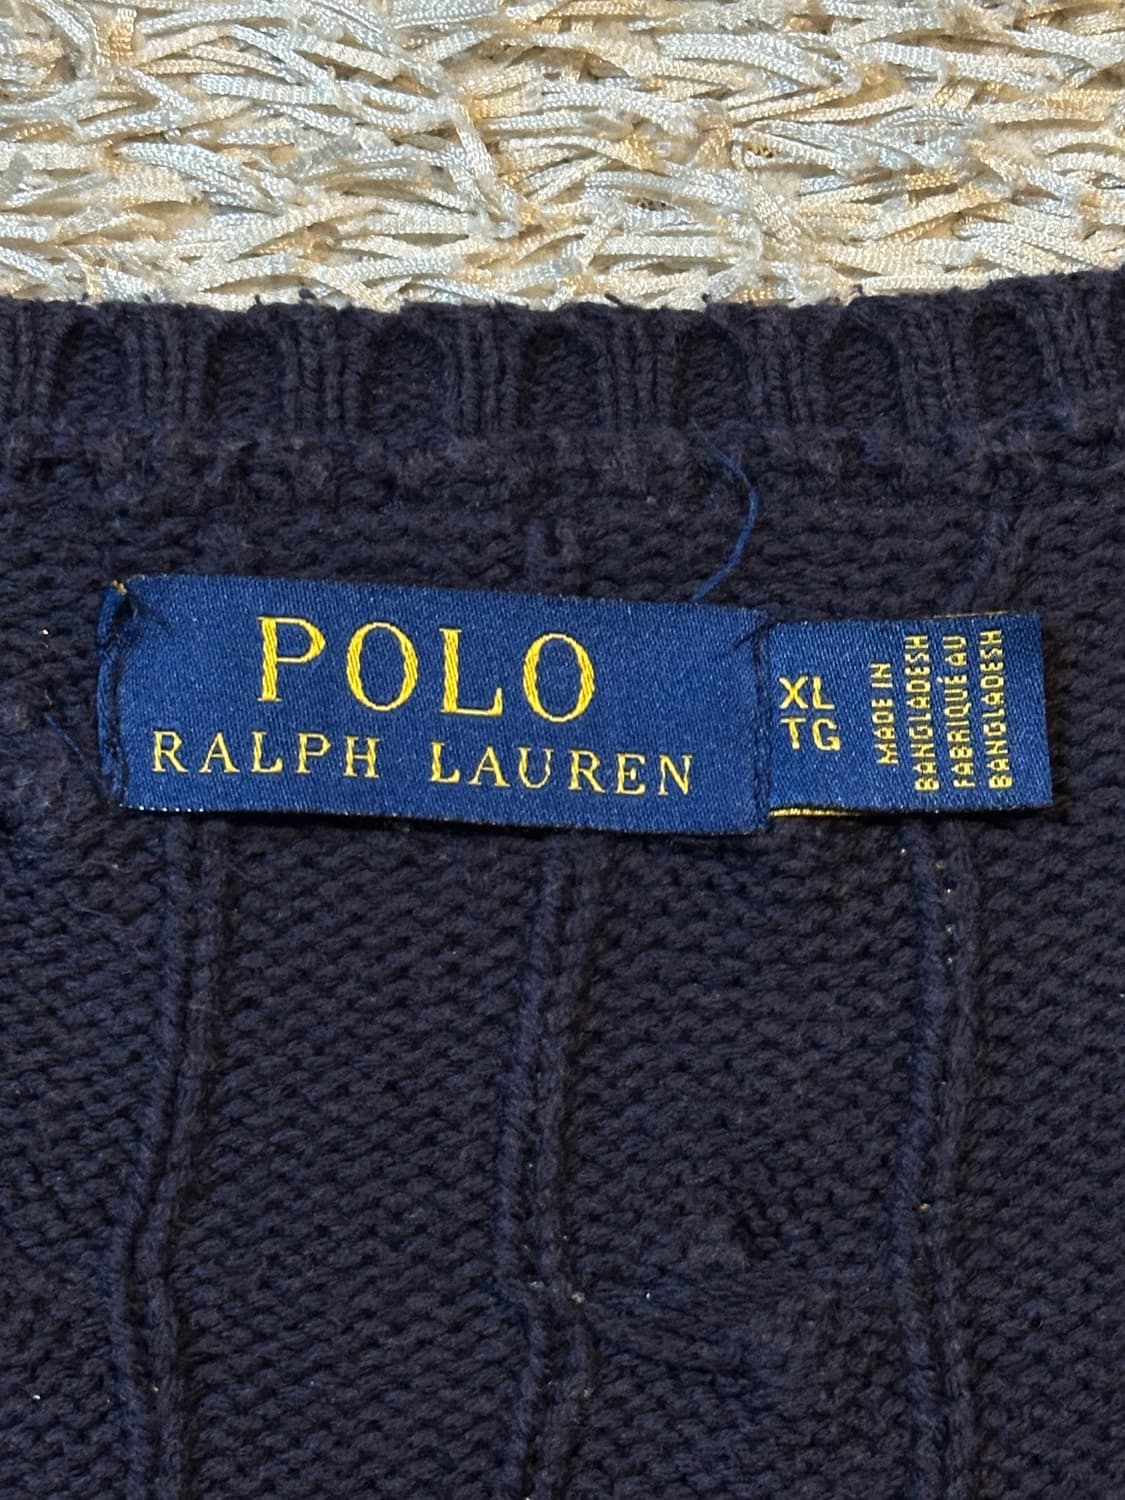 POLO
RALPH LAUREN
XL
TG
MADE IN
BANGLADESH
FABRIQUÉ AU
BANGLADESH